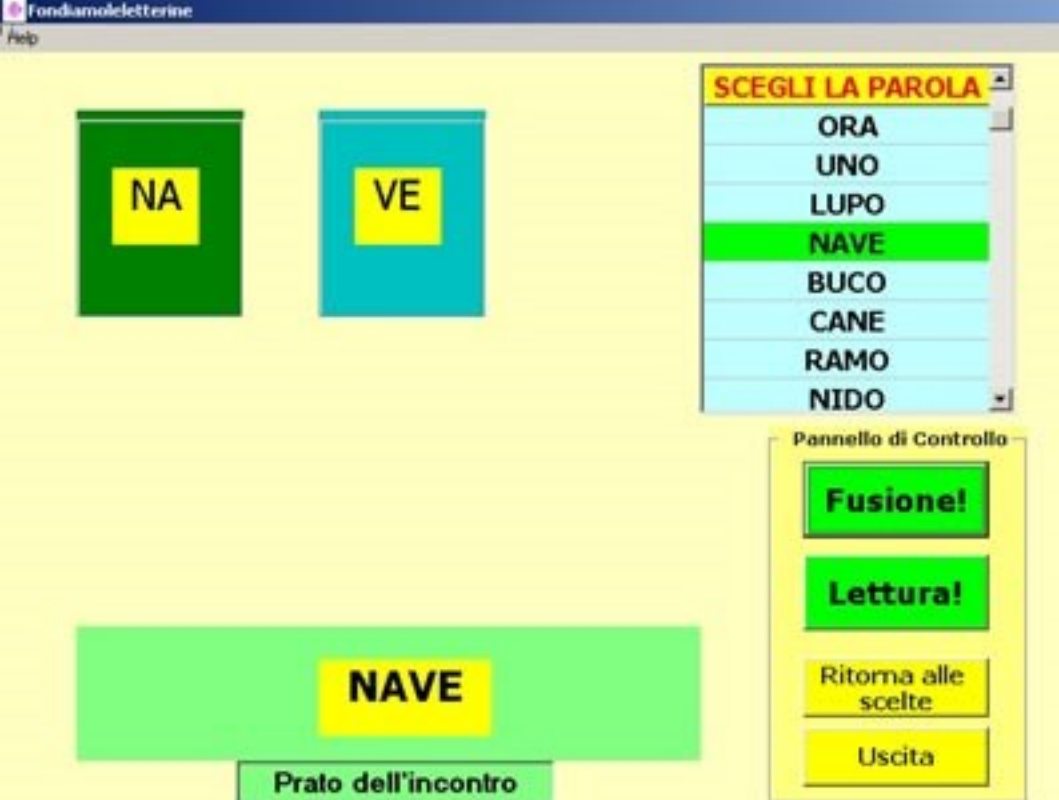 Fondiamoleletterine
Help
NA
VE
SCEGLI LA PAROLA
ORA
UNO
LUPO
NAVE
BUCO
CANE
RAMO
NIDO
Pannello di Controllo
Fusione!
Lettura!
Ritorna alle
scelte
Uscita
NAVE
Prato dell'incontro